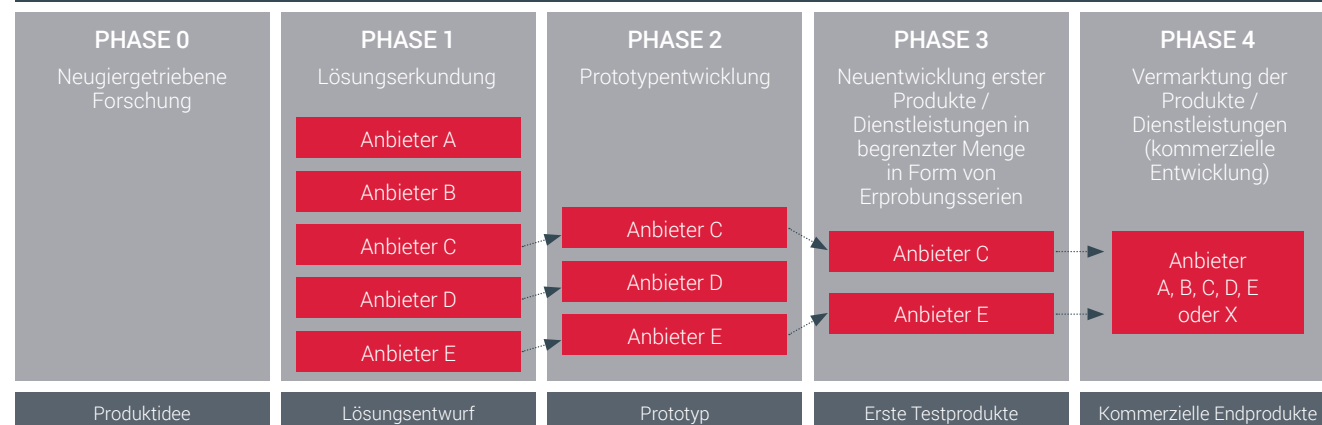 PHASE 0
Neugiergetriebene
Forschung
Produktidee
PHASE 1
Lösungserkundung
Anbieter A
Anbieter B
Anbieter C
Anbieter D
Anbieter E
Lösungsentwurf
PHASE 2
Prototypentwicklung
Anbieter C
Anbieter D
Anbieter E
Prototyp
PHASE 3
Neuentwicklung erster
Produkte /
Dienstleistungen in
begrenzter Menge
in Form von
Erprobungsserien
Anbieter C
Anbieter E
Erste Testprodukte
PHASE 4
Vermarktung der
Produkte /
Dienstleistungen
(kommerzielle
Entwicklung)
Anbieter
A, B, C, D, E
oder X
Kommerzielle Endprodukte